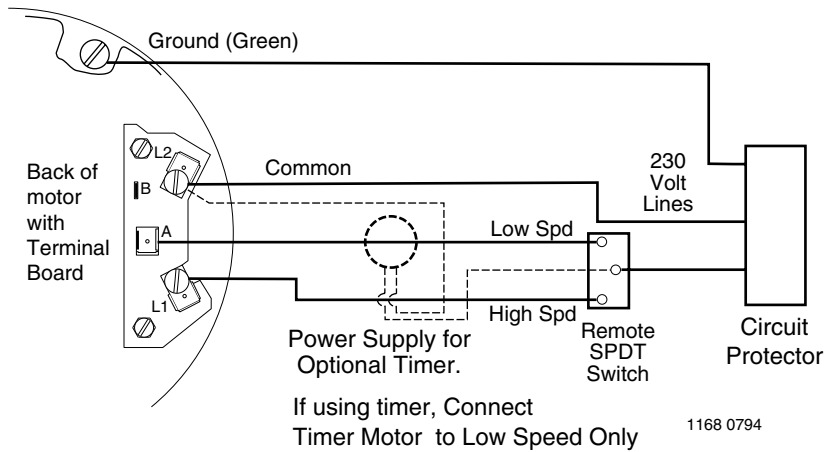 Ground (Green)
L2
Back of
motor
with
Terminal
Board
B
Common
230
Volt
Lines
A
Low Spd
L1
High Spd
Power Supply for
Optional Timer.
Remote
SPDT
Switch
Circuit
Protector
If using timer, Connect
Timer Motor to Low Speed Only
1168 0794